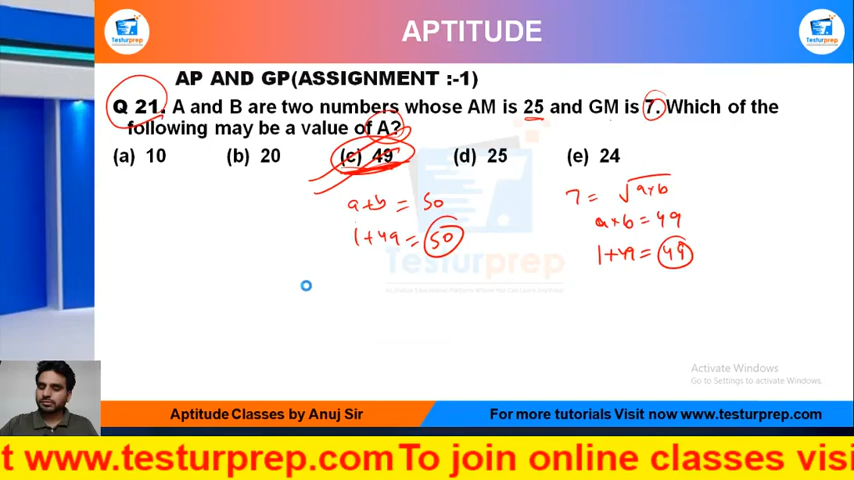 Testurprep
APTITUDE
Testurprep
AP AND GP(ASSIGNMENT :-1)
Q 21. A and B are two numbers whose AM is 25 and GM is 7. Which of the
following may be a value of A?
(a) 10 (b) 20 (c) 49 (d) 25 (e) 24
a+b = 50
1+49 = 50
7 = √a×b
a×b = 49
1+49 = 49
Testurprep
Activate Windows
Go to Settings to activate Windows.
Aptitude Classes by Anuj Sir
For more tutorials Visit now www.testurprep.com
t www.testurprep.com To join online classes visi